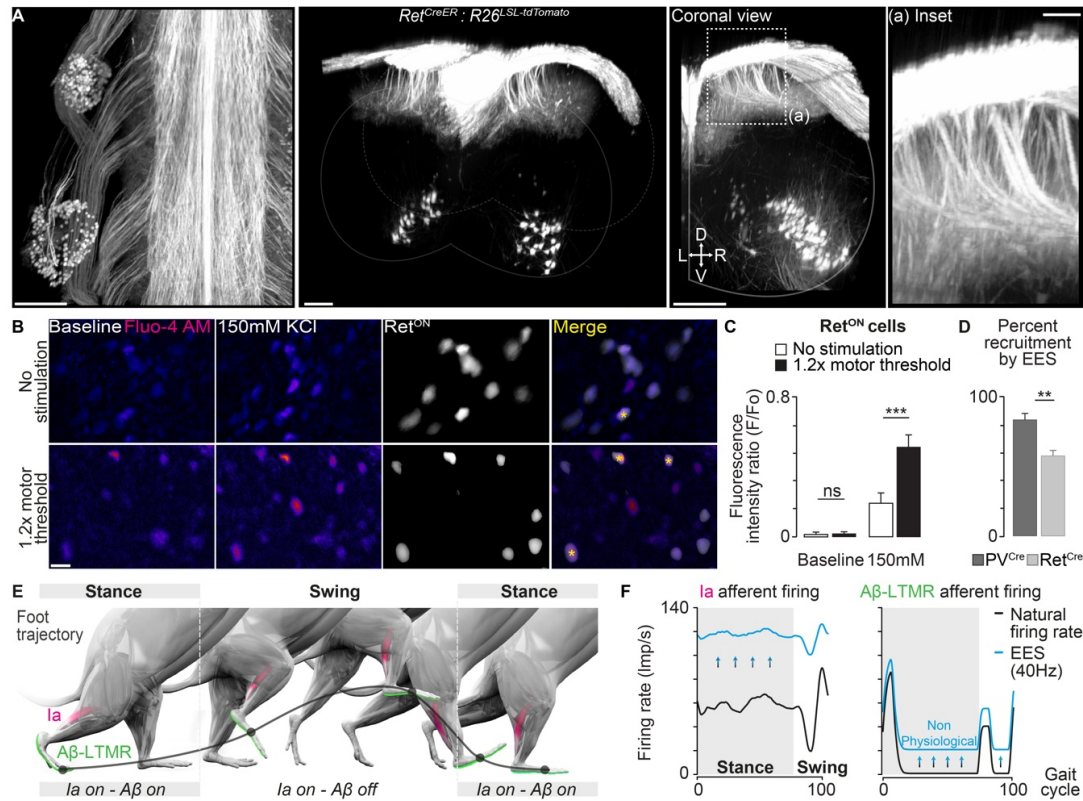 A
Ret^CreER : R26^LSL-tdTomato
Coronal view
(a) Inset
(a)
D
L R
V
B
Baseline Fluo-4 AM
150mM KCl
Ret^ON
Merge
No stimulation
1.2x motor threshold
C
Ret^ON cells
No stimulation
1.2x motor threshold
Fluorescence intensity ratio (F/Fo)
0.8
0
ns
***
Baseline 150mM
D
Percent
recruitment
by EES
100
0
**
PV^Cre Ret^Cre
E
Stance
Swing
Stance
Foot
trajectory
Ia
Aβ-LTMR
Ia on - Aβ on
Ia on - Aβ off
Ia on - Aβ on
F
Ia afferent firing
Aβ-LTMR afferent firing
Firing rate (Imp/s)
140
0
Stance
Swing
0 100
Natural
firing rate
EES
(40Hz)
Non
Physiological
0 100
Gait
cycle